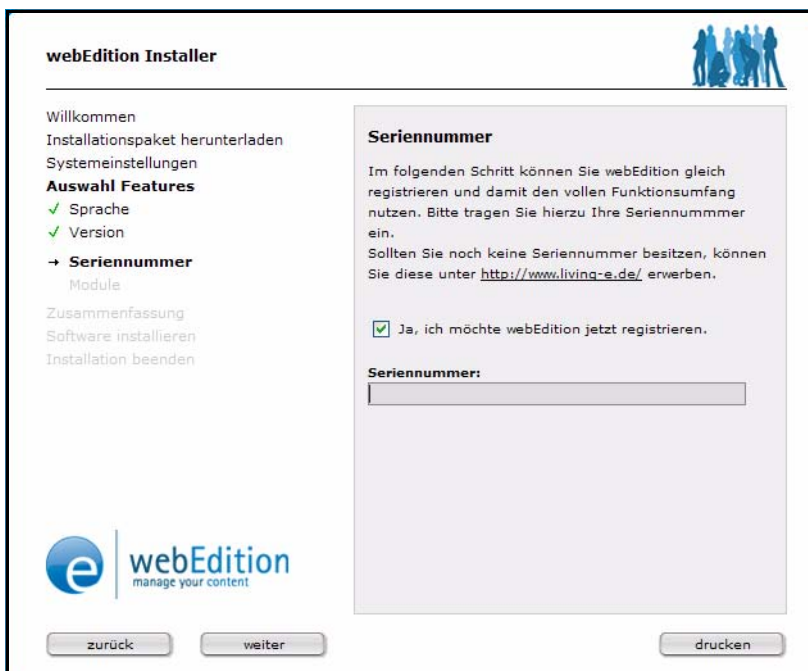 webEdition Installer
Willkommen
Installationspaket herunterladen
Systemeinstellungen
Auswahl Features
Sprache
Version
Seriennummer
Module
Zusammenfassung
Software installieren
Installation beenden
Seriennummer
Im folgenden Schritt können Sie webEdition gleich
registrieren und damit den vollen Funktionsumfang
nutzen. Bitte tragen Sie hierzu Ihre Seriennummmer
ein.
Sollten Sie noch keine Seriennummer besitzen, können
Sie diese unter http://www.living-e.de/ erwerben.
Ja, ich möchte webEdition jetzt registrieren.
Seriennummer:
e webEdition
manage your content
zurück
weiter
drucken